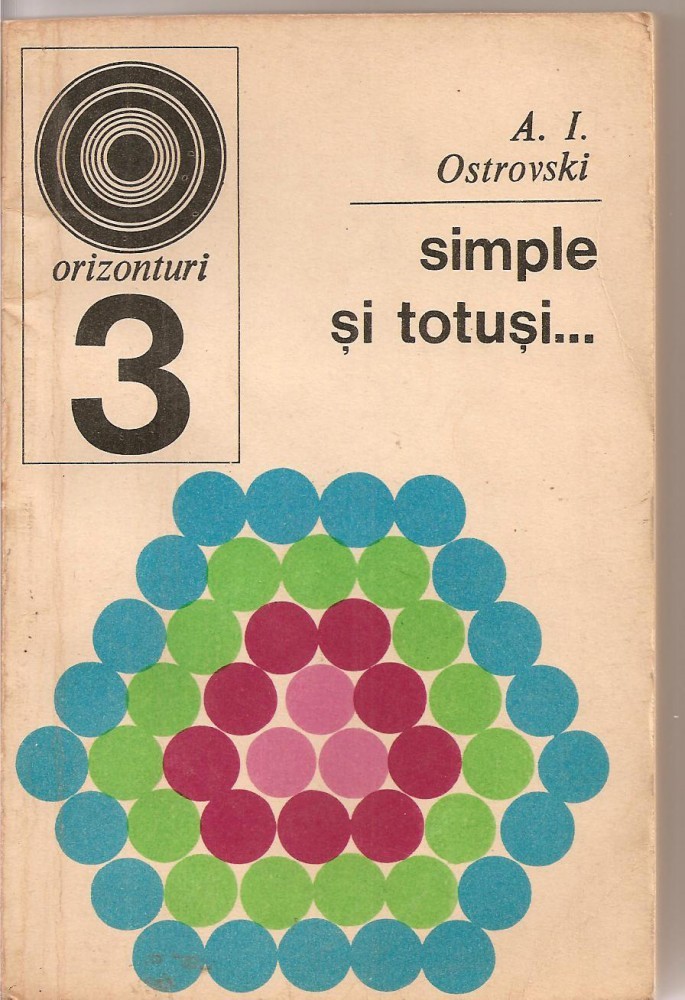 orizonturi
3
A. I.
Ostrovski
simple
și totuși...